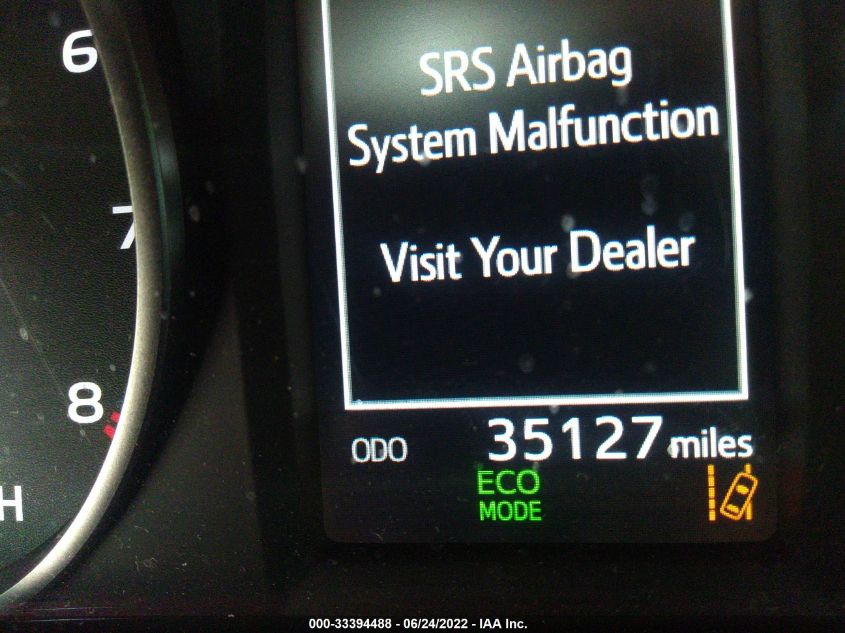 6
7
8
H
SRS Airbag
System Malfunction
Visit Your Dealer
ODO 35127 miles
ECO
MODE
000-33394488 - 06/24/2022 - IAA Inc.